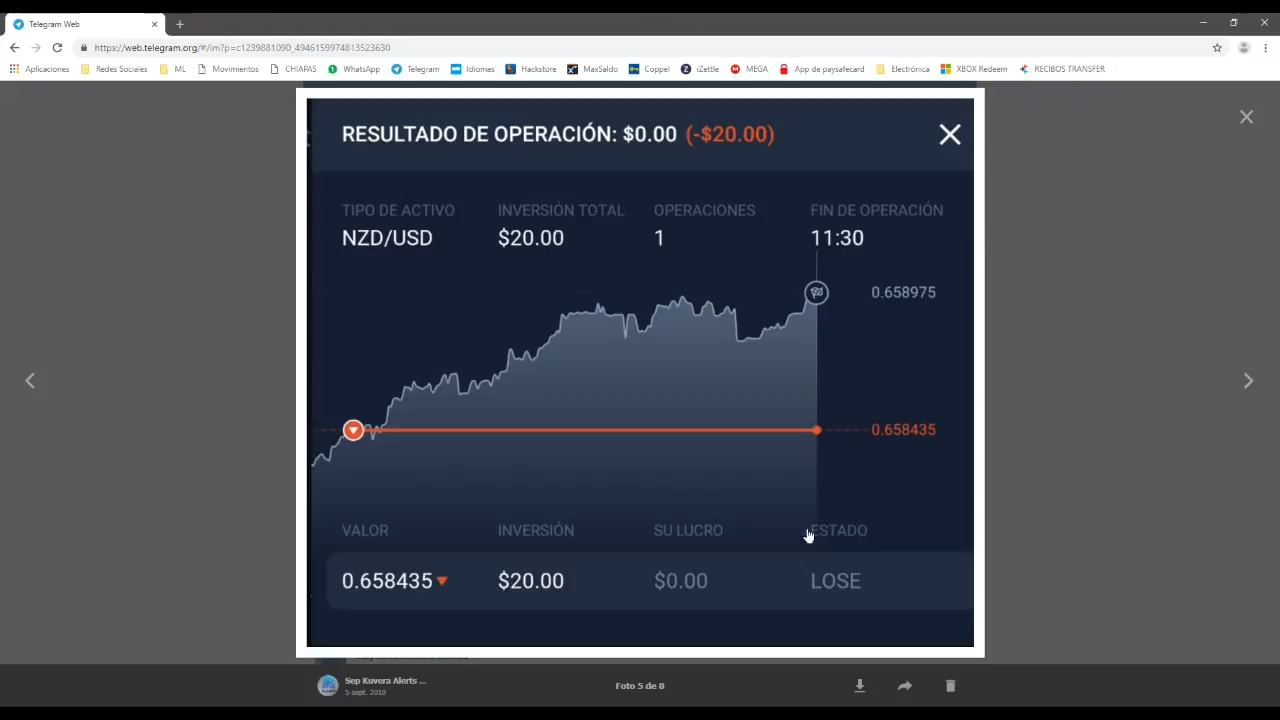 Telegram Web
https://web.telegram.org/#/im?p=c1239881090_4946159974813523630
Aplicaciones Redes Sociales ML Movimientos CHIAPAS WhatsApp Telegram Idiomas Hackstore MaxSaldo Coppel iZettle MEGA App de paysafecard Electrónica XBOX Redeem RECIBOS TRANSFER
RESULTADO DE OPERACIÓN: $0.00 (-$20.00)
TIPO DE ACTIVO INVERSIÓN TOTAL OPERACIONES FIN DE OPERACIÓN
NZD/USD $20.00 1 11:30
0.658975
0.658435
VALOR INVERSIÓN SU LUCRO ESTADO
0.658435 $20.00 $0.00 LOSE
Sep Kuvera Alerts ...
5 sept. 2018
Foto 5 de 8